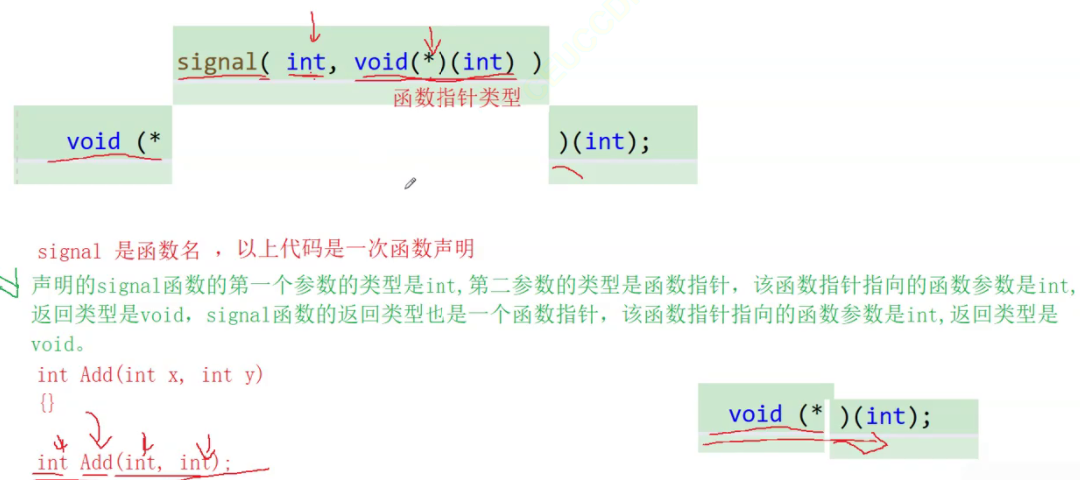 signal( int, void(*)(int) )
函数指针类型
void (*
)(int);
signal 是函数名 ，以上代码是一次函数声明
声明的signal函数的第一个参数的类型是int,第二参数的类型是函数指针，该函数指针指向的函数参数是int,
返回类型是void，signal函数的返回类型也是一个函数指针，该函数指针指向的函数参数是int,返回类型是
void。
int Add(int x, int y)
{}
int Add(int, int);
void (*
)(int);